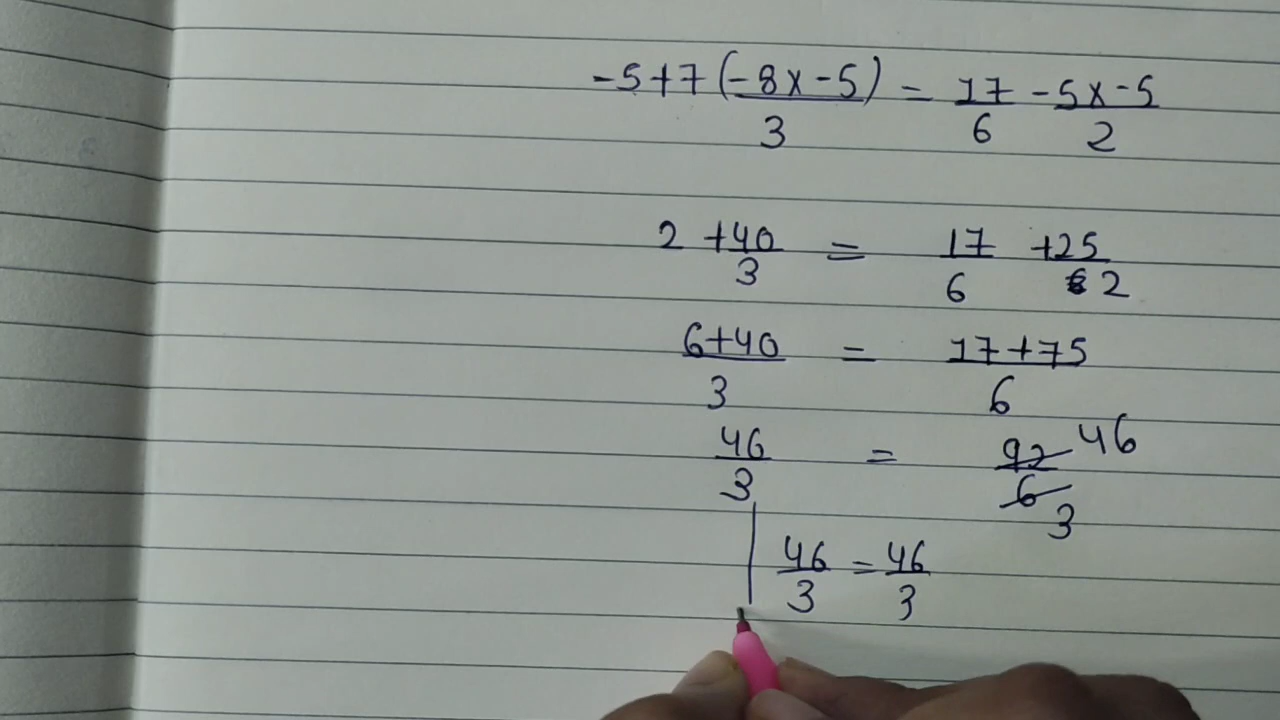 -5+7(-8x-5)/3 = 17/6 -5x-5/2
2 +40/3 = 17/6 +25/2
6+40/3 = 17+75/6
46/3 = 92/6 46/3
46/3 = 46/3